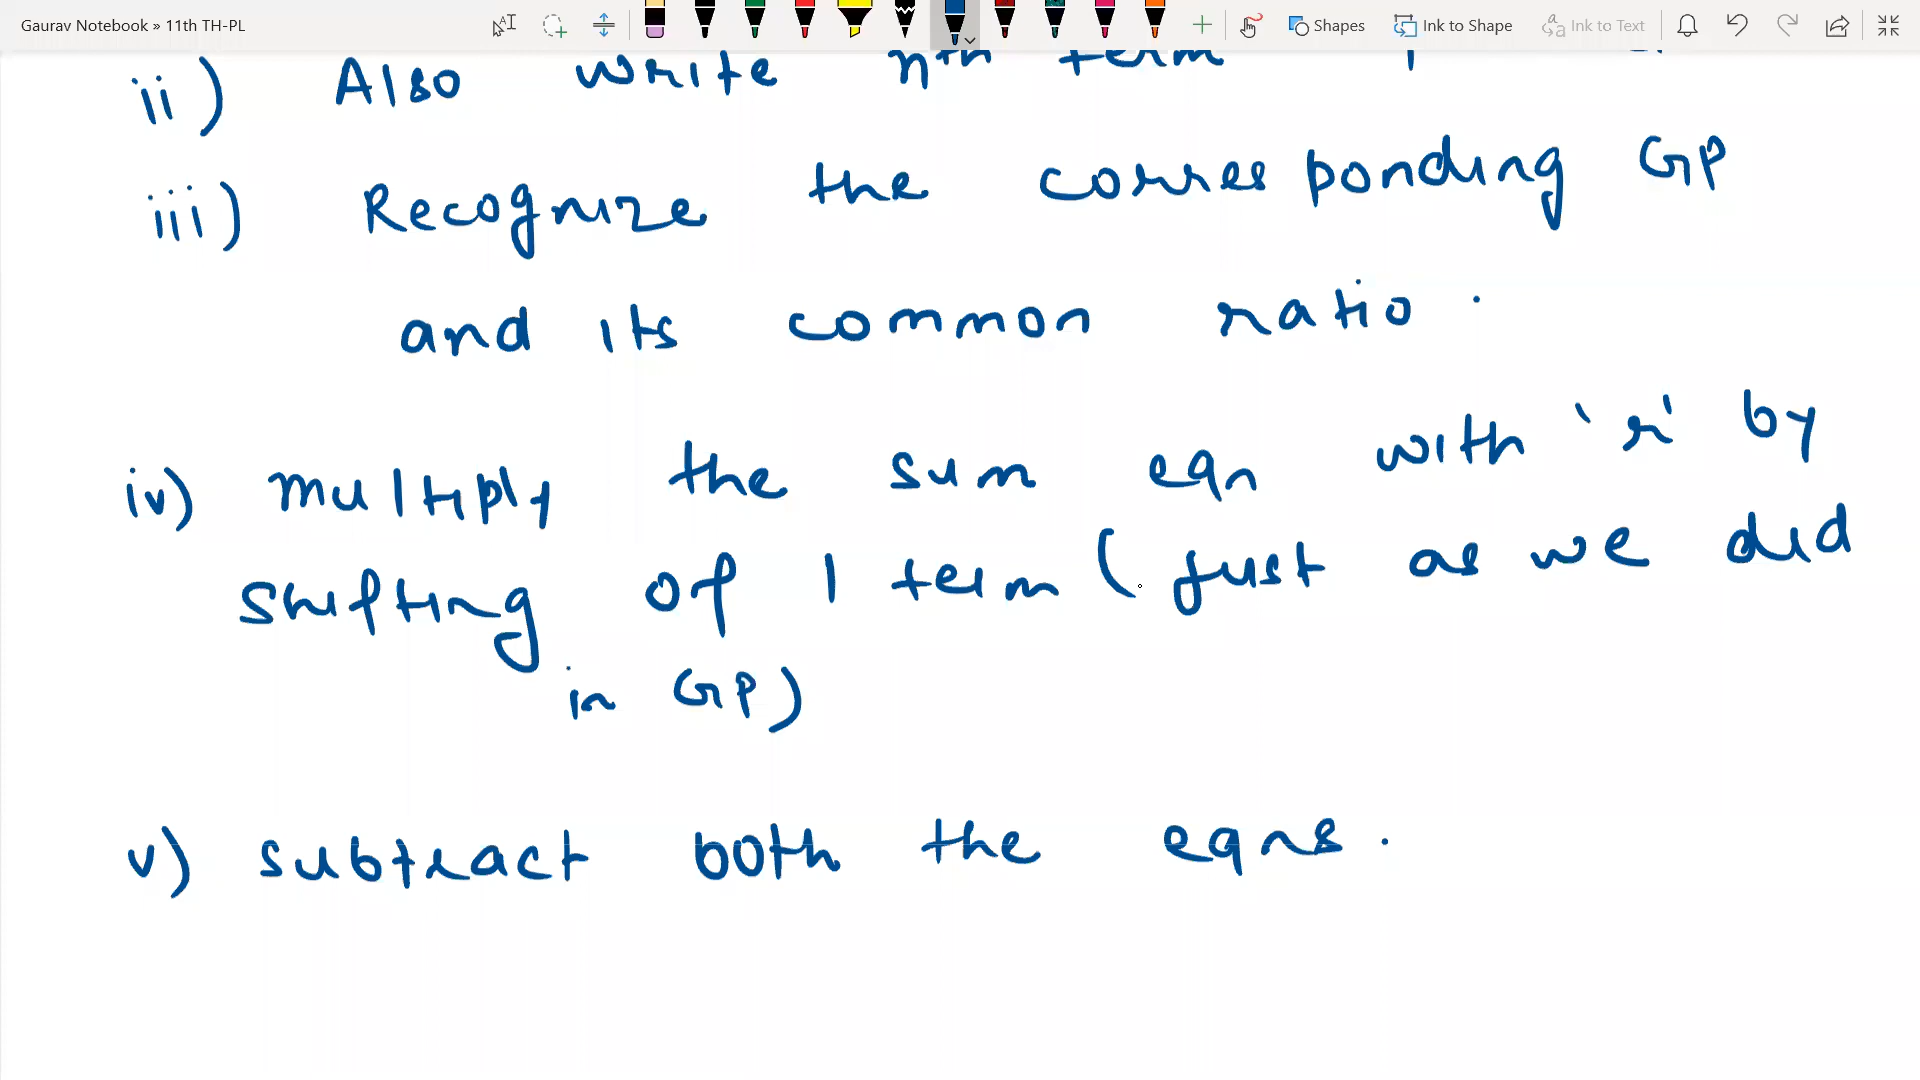 Gaurav Notebook » 11th TH-PL
Shapes
Ink to Shape
Ink to Text
ii) Also write nth term
iii) Recognize the corresponding GP
and its common ratio.
iv) multiply the sum eqn with 'r' by
shifting of 1 term (just as we did
in GP)
v) subtract both the eqns.